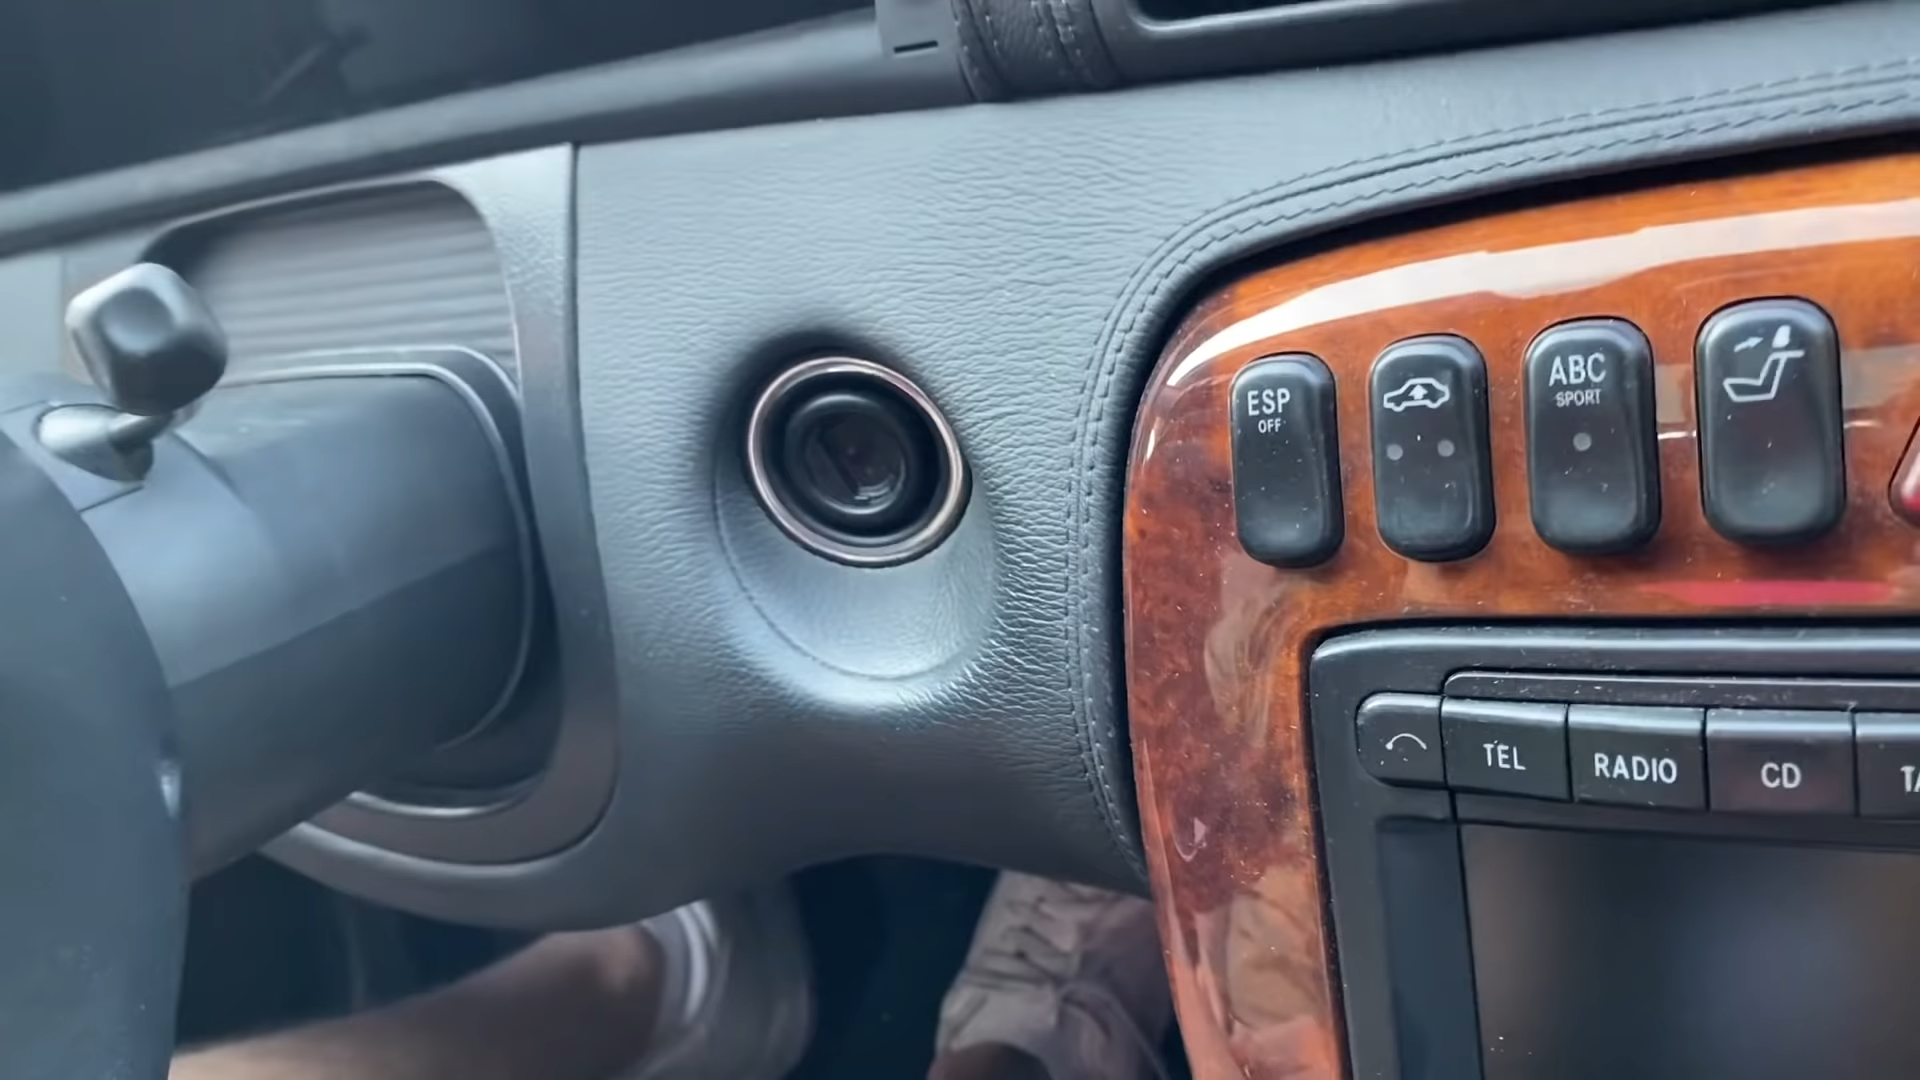 ESP
OFF
ABC
SPORT
TEL
RADIO
CD